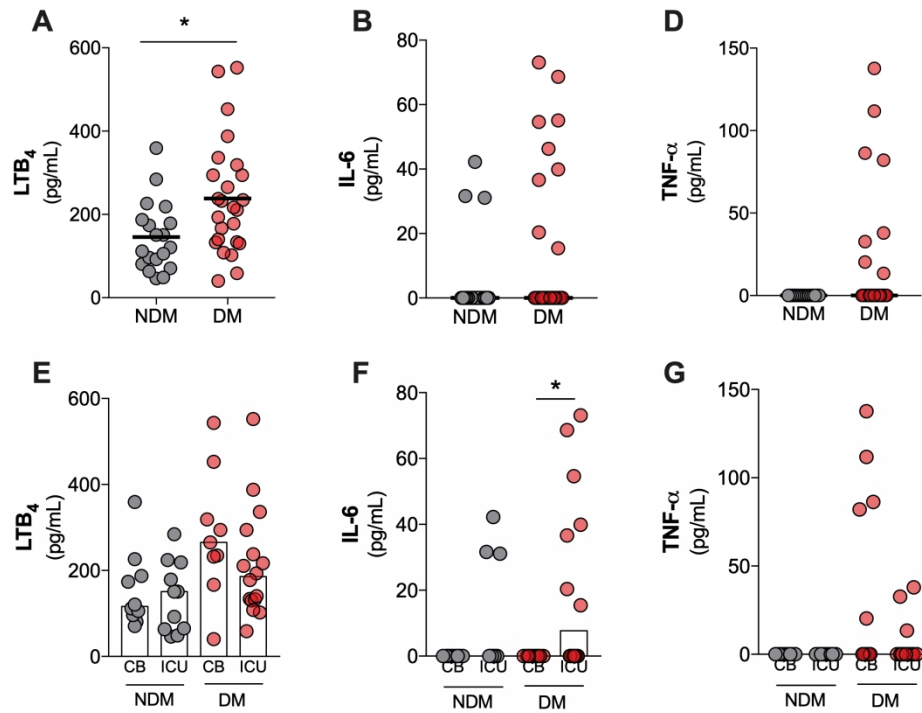 A
*
600
400
200
0
LTB4
(pg/mL)
NDM DM
B
80
60
40
20
0
IL-6
(pg/mL)
NDM DM
D
150
100
50
0
TNF-α
(pg/mL)
NDM DM
E
600
400
200
0
LTB4
(pg/mL)
CB ICU CB ICU
NDM DM
F
*
80
60
40
20
0
IL-6
(pg/mL)
CB ICU CB ICU
NDM DM
G
150
100
50
0
TNF-α
(pg/mL)
CB ICU CB ICU
NDM DM